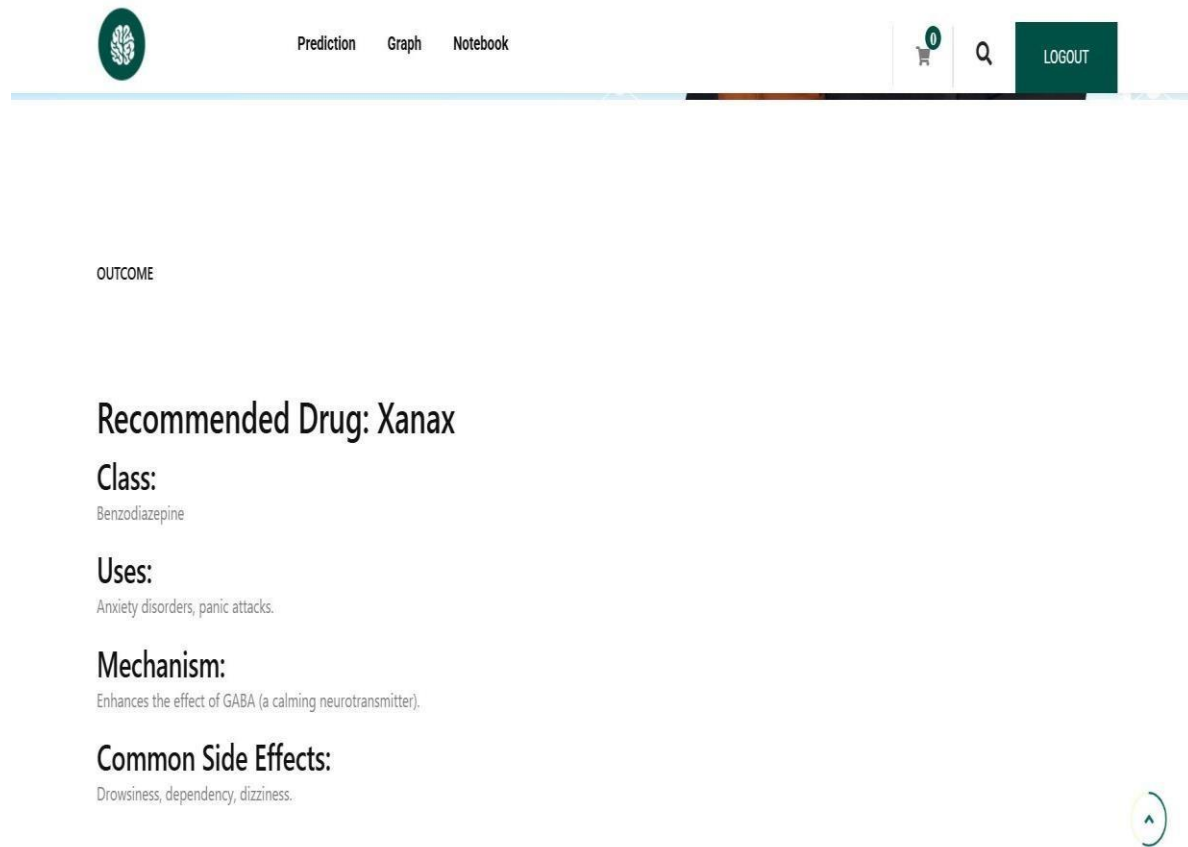 Prediction Graph Notebook
0
LOGOUT
OUTCOME
Recommended Drug: Xanax
Class:
Benzodiazepine
Uses:
Anxiety disorders, panic attacks.
Mechanism:
Enhances the effect of GABA (a calming neurotransmitter).
Common Side Effects:
Drowsiness, dependency, dizziness.